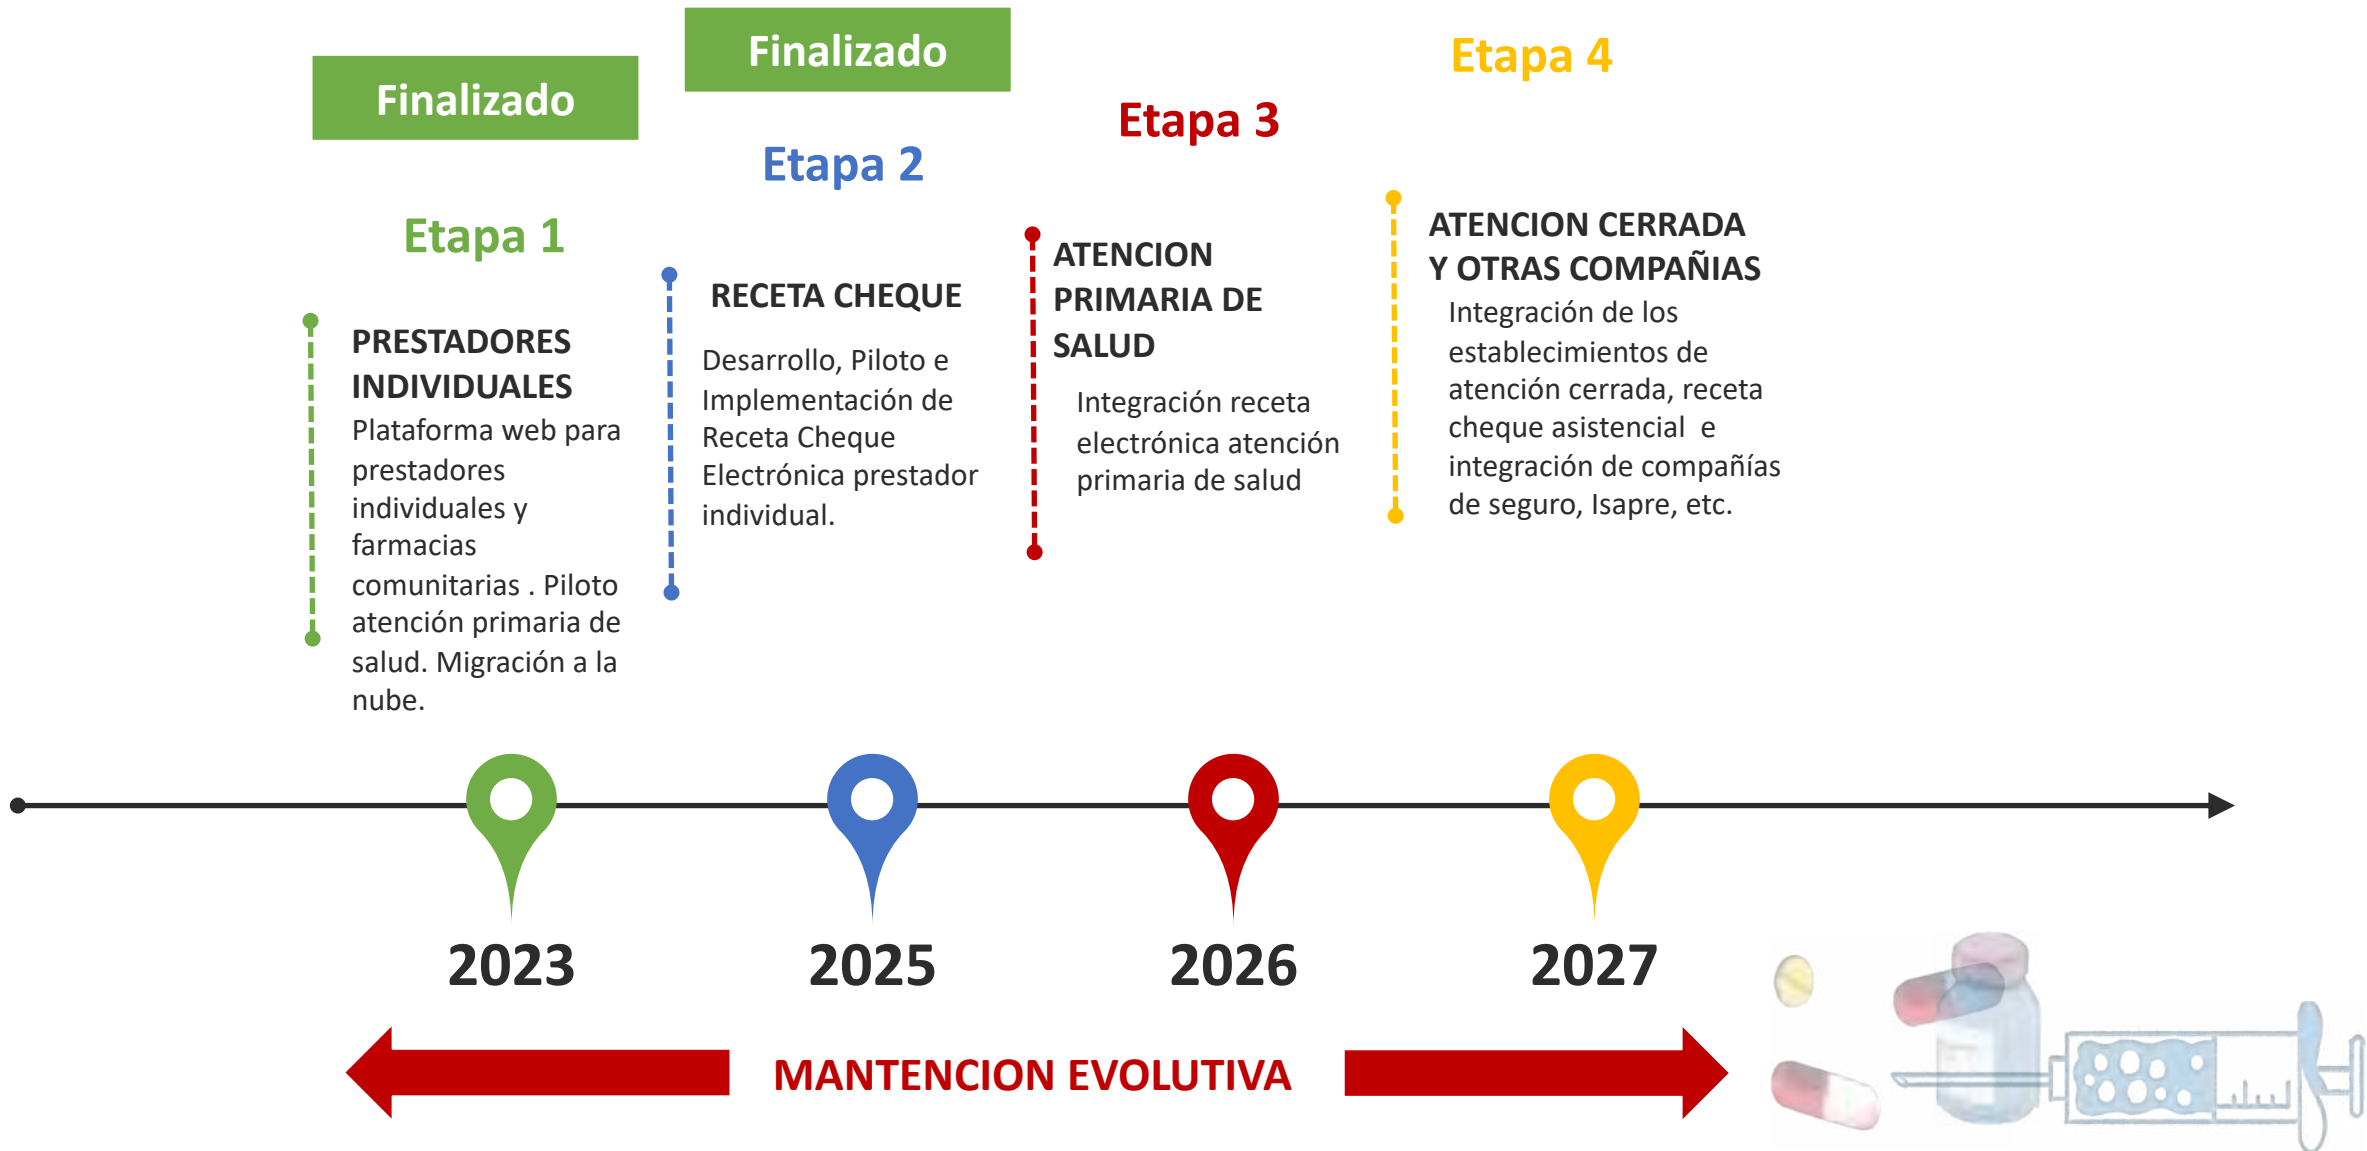 Finalizado
Etapa 1
PRESTADORES
INDIVIDUALES
Plataforma web para
prestadores
individuales y
farmacias
comunitarias . Piloto
atención primaria de
salud. Migración a la
nube.
Finalizado
Etapa 2
RECETA CHEQUE
Desarrollo, Piloto e
Implementación de
Receta Cheque
Electrónica prestador
individual.
Etapa 3
ATENCION
PRIMARIA DE
SALUD
Integración receta
electrónica atención
primaria de salud
Etapa 4
ATENCION CERRADA
Y OTRAS COMPAÑIAS
Integración de los
establecimientos de
atención cerrada, receta
cheque asistencial  e
integración de compañías
de seguro, Isapre, etc.
2023
2025
2026
2027
MANTENCION EVOLUTIVA